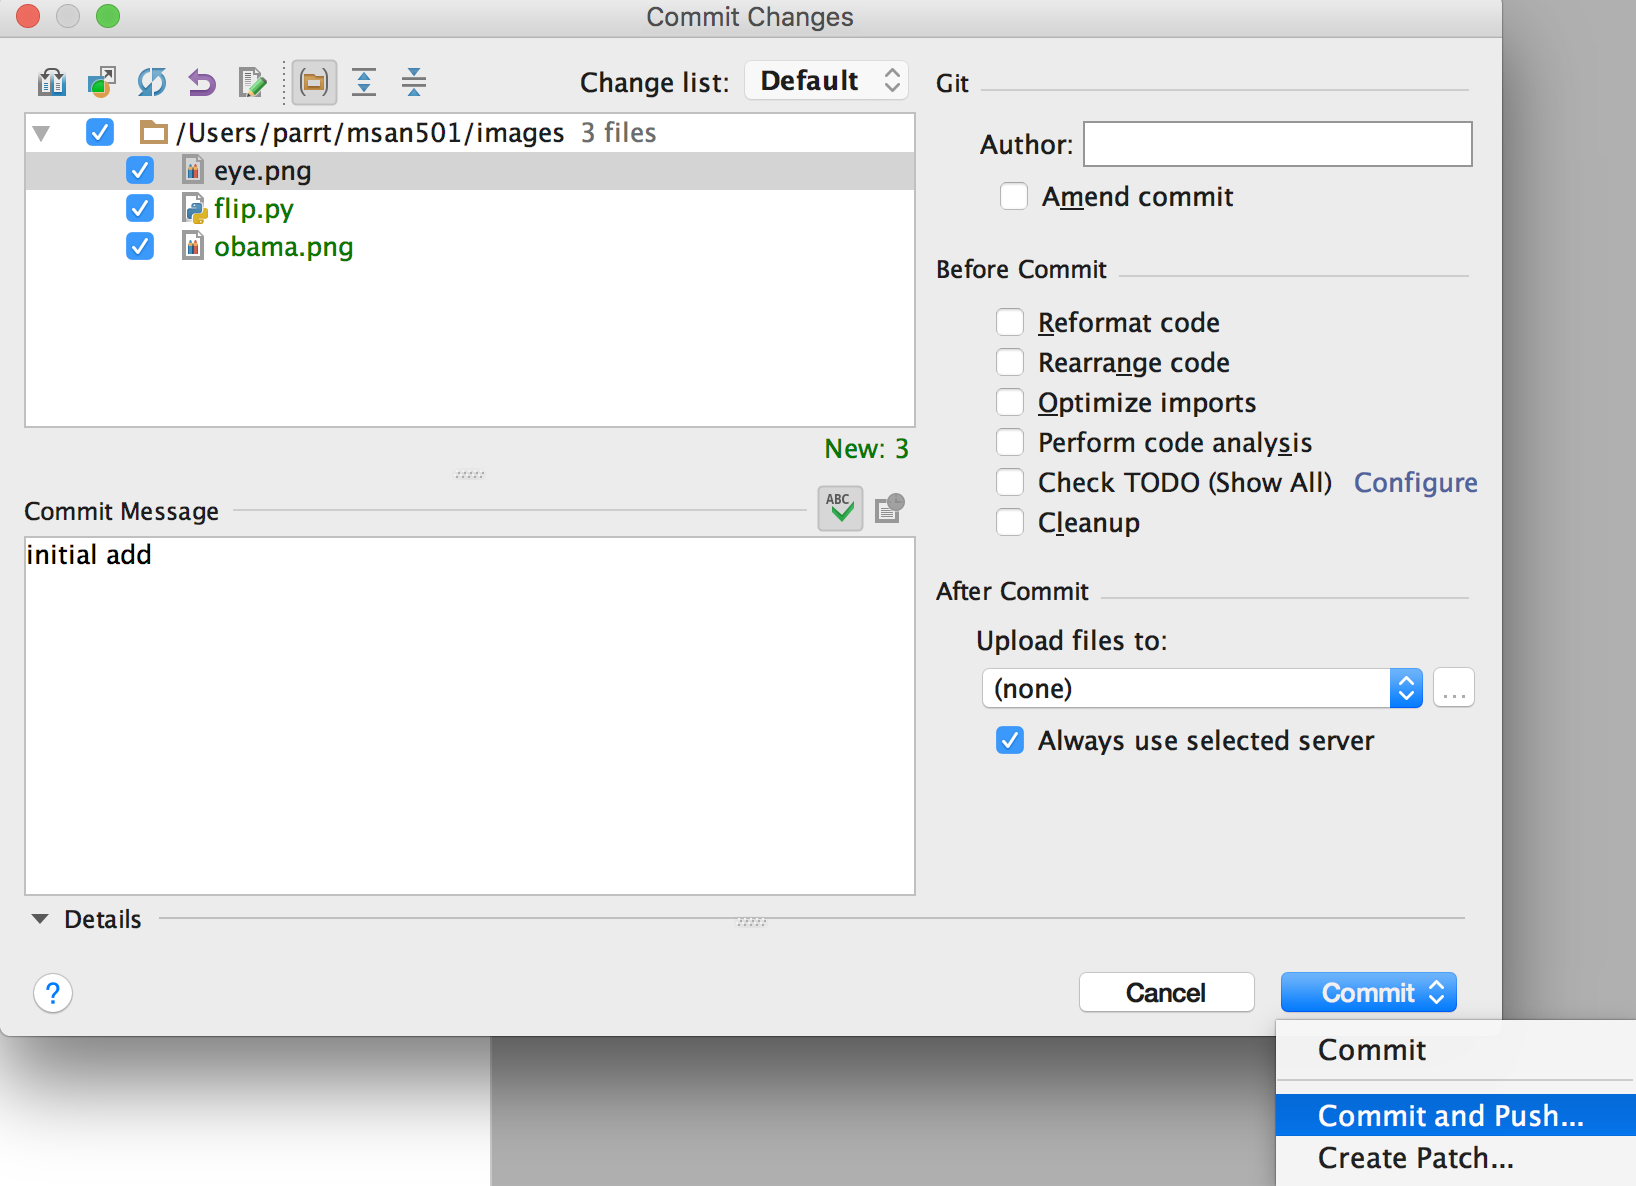 Commit Changes
Change list: Default
/Users/parrt/msan501/images 3 files
eye.png
flip.py
obama.png
New: 3
Commit Message
ABC
initial add
Git
Author:
Amend commit
Before Commit
Reformat code
Rearrange code
Optimize imports
Perform code analysis
Check TODO (Show All) Configure
Cleanup
After Commit
Upload files to:
(none)
...
Always use selected server
Details
?
Cancel
Commit
Commit
Commit and Push...
Create Patch...